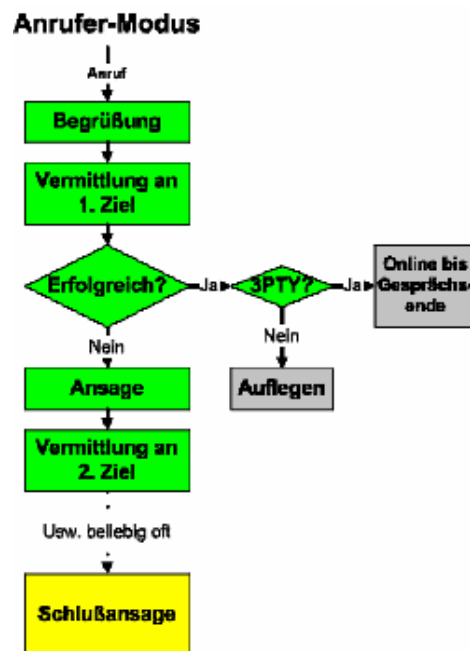 Anrufer-Modus
Anruf
Begrüßung
Vermittlung an
1. Ziel
Erfolgreich?
Ja
3PTY?
Ja
Online bis
Gesprächs-
ende
Nein
Nein
Ansage
Auflegen
Vermittlung an
2. Ziel
Usw. beliebig oft
Schlußansage